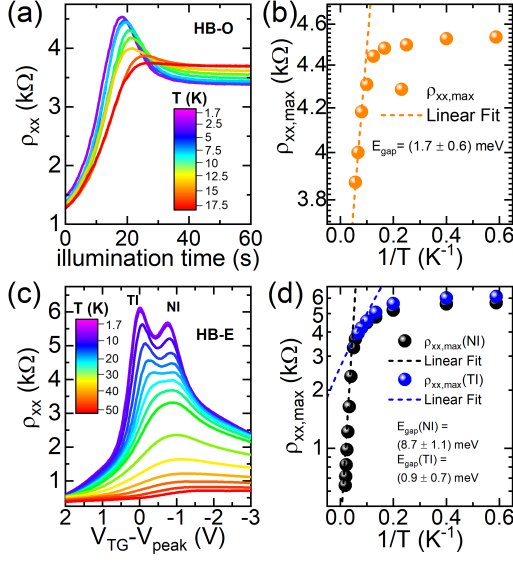 (a)
HB-O
ρxx (kΩ)
5
4
3
2
1
T (K)
1.7
2.5
5.0
7.5
10.0
12.5
15.0
17.5
0
20
40
60
illumination time (s)
(b)
ρxx,max (kΩ)
4.6
4.4
4.2
4
3.8
ρxx,max
Linear Fit
Egap= (1.7 ± 0.6) meV
0.0
0.2
0.4
0.6
1/T (K⁻¹)
(c)
TI
NI
HB-E
T (K)
1.7
10
20
30
40
50
ρxx (kΩ)
6
5
4
3
2
1
2
1
0
-1
-2
-3
VTG-Vpeak (V)
(d)
ρxx,max (kΩ)
6
5
4
3
2
1
ρxx,max(NI)
Linear Fit
ρxx,max(TI)
Linear Fit
Egap(NI) =
(8.7 ± 1.1) meV
Egap(TI) =
(0.9 ± 0.7) meV
0.0
0.2
0.4
0.6
1/T (K⁻¹)